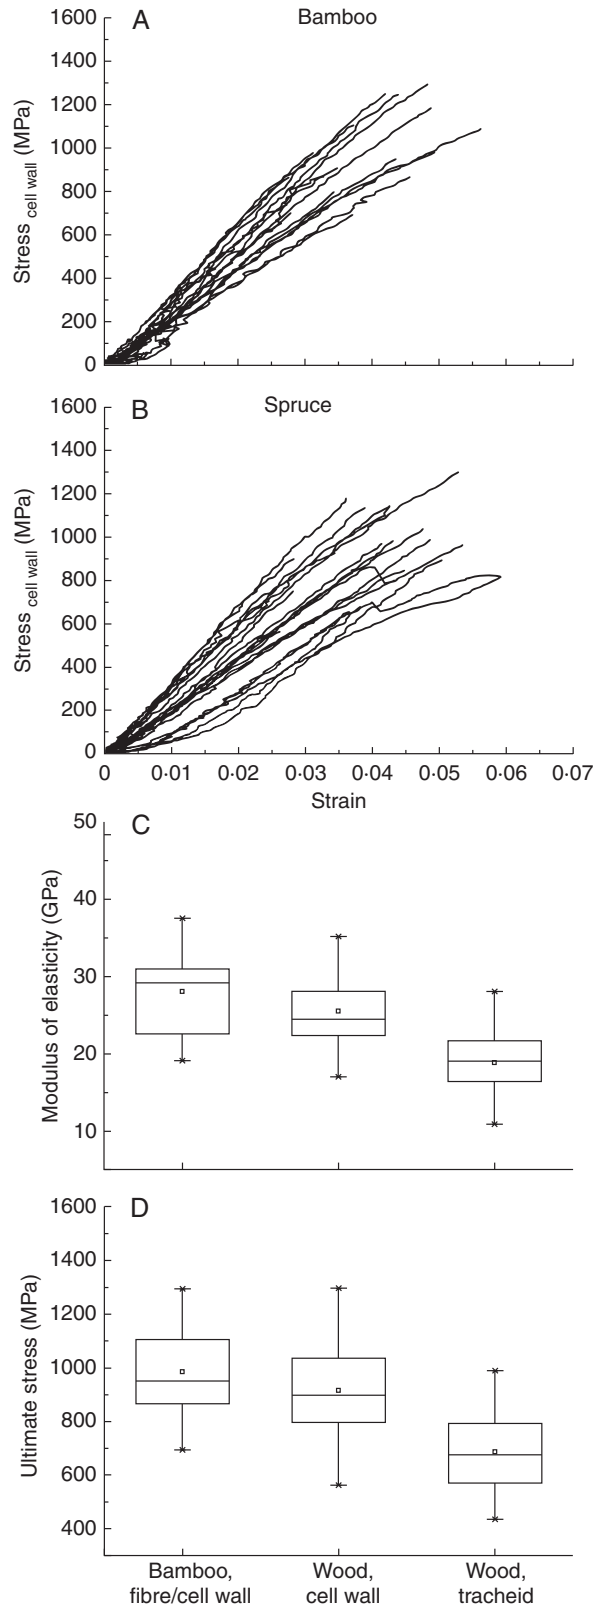 A Bamboo
1600
1400
1200
1000
800
600
400
200
0
Stress cell wall (MPa)
B Spruce
1600
1400
1200
1000
800
600
400
200
0
Stress cell wall (MPa)
0 0·01 0·02 0·03 0·04 0·05 0·06 0·07
Strain
C
50
40
30
20
10
Modulus of elasticity (GPa)
D
1600
1400
1200
1000
800
600
400
Ultimate stress (MPa)
Bamboo, Wood, Wood,
fibre/cell wall cell wall tracheid